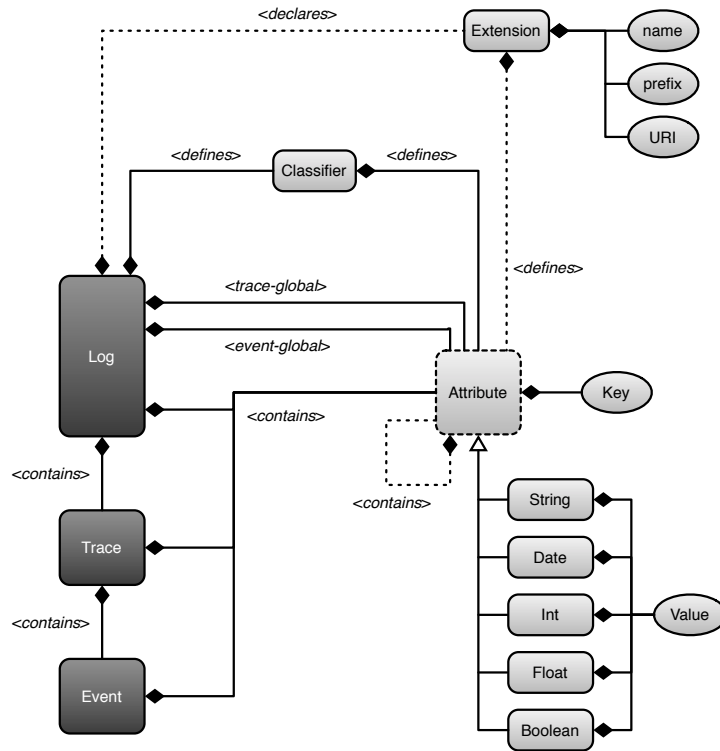 <declares>
Extension
name
prefix
URI
<defines>
Classifier
<defines>
<defines>
<trace-global>
<event-global>
Log
Attribute
Key
<contains>
<contains>
<contains>
String
Trace
Date
<contains>
Int
Value
Float
Event
Boolean